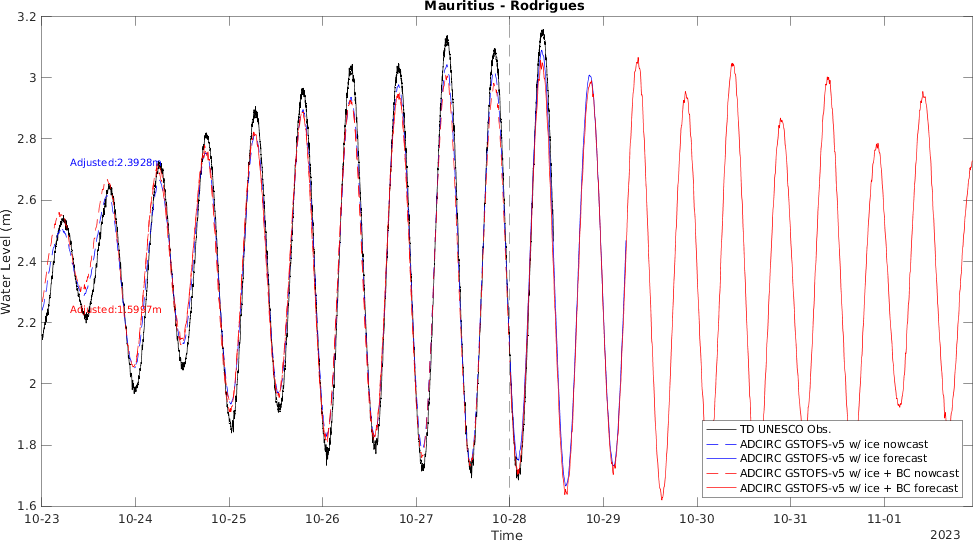 Mauritius - Rodrigues
3.2
3
2.8
2.6
2.4
2.2
2
1.8
1.6
Water Level (m)
Adjusted:2.3928m
Adjusted:1.5997m
TD UNESCO Obs.
ADCIRC GSTOFS-v5 w/ ice nowcast
ADCIRC GSTOFS-v5 w/ ice forecast
ADCIRC GSTOFS-v5 w/ ice + BC nowcast
ADCIRC GSTOFS-v5 w/ ice + BC forecast
10-23 10-24 10-25 10-26 10-27 10-28 10-29 10-30 10-31 11-01
Time
2023